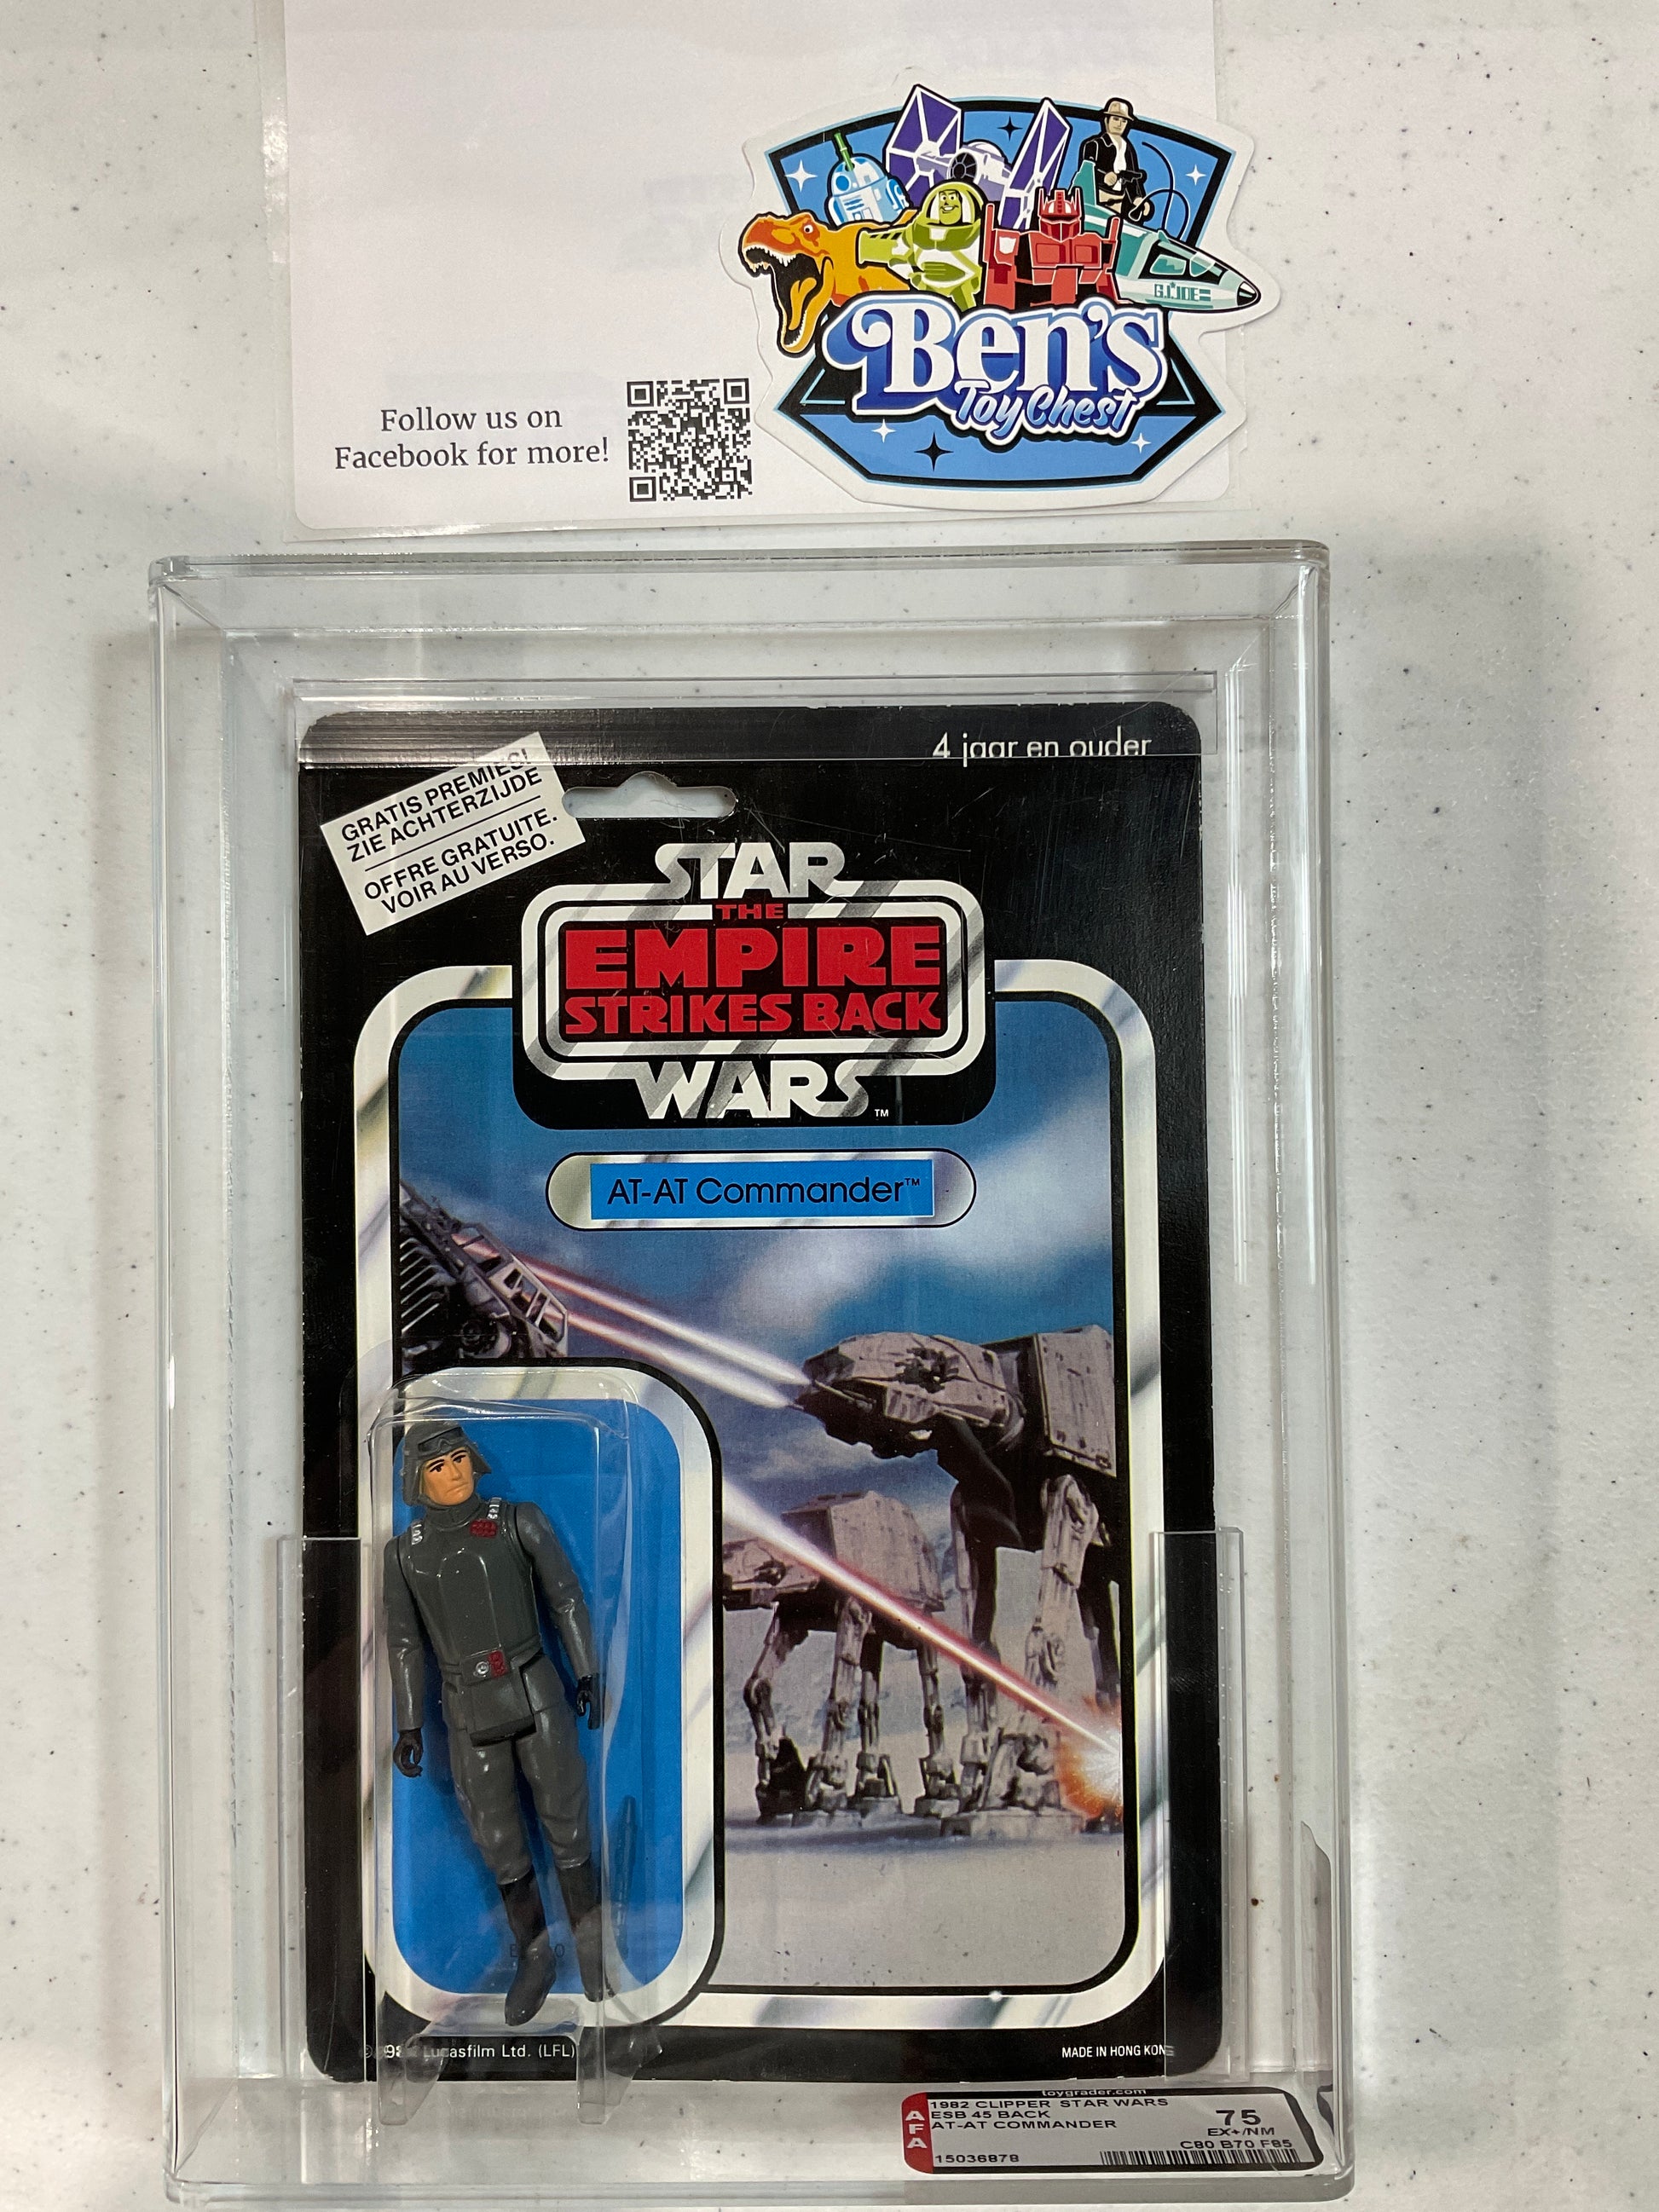 G.I. JOE
Ben's
Toy Chest
Follow us on
Facebook for more!
4 jaar en ouder
GRATIS PREMIES!
ZIE ACHTERZIJDE
OFFRE GRATUITE.
VOIR AU VERSO.
STAR
THE
EMPIRE
STRIKES BACK
WARS
TM
AT-AT Commander™
Lucasfilm Ltd. (LFL)
MADE IN HONG KONG
toygrader.com
AFA
1982 CLIPPER STAR WARS
ESB 45 BACK
AT-AT COMMANDER
15036878
75
EX+/NM
C80 B70 F85